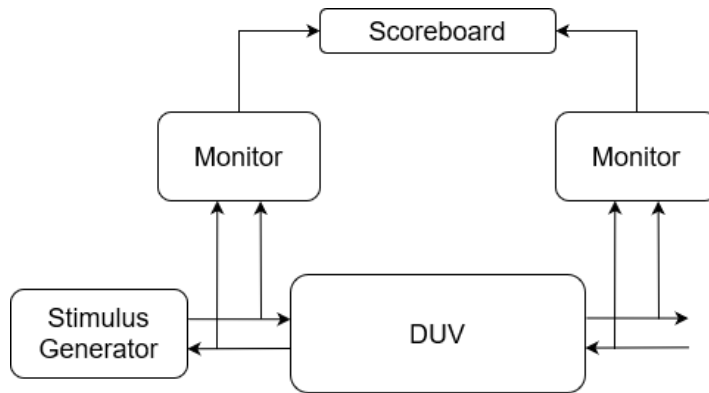 Scoreboard
Monitor
Monitor
Stimulus
Generator
DUV